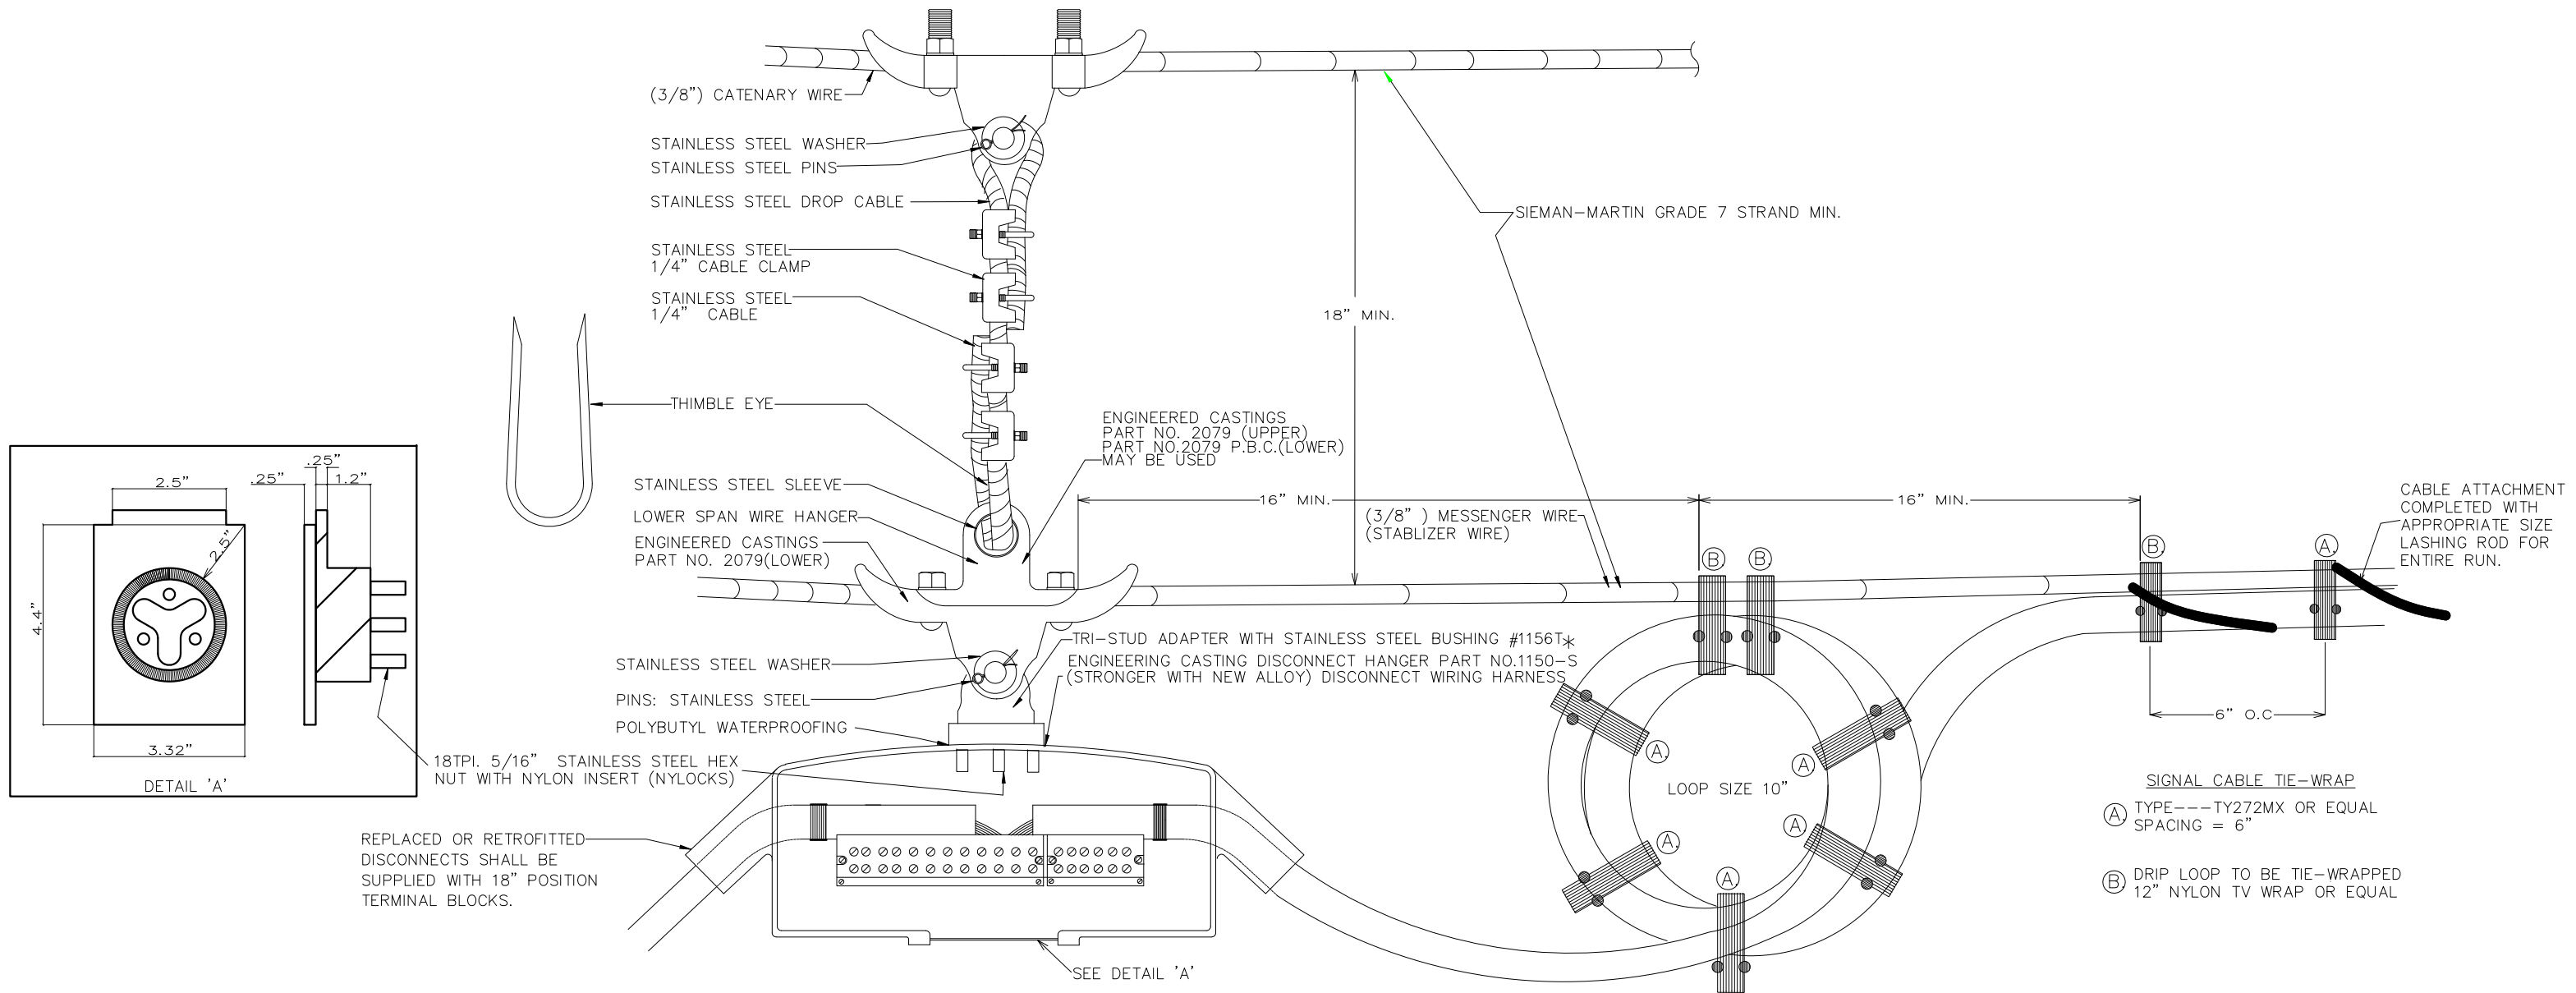 (3/8") CATENARY WIRE
STAINLESS STEEL WASHER
STAINLESS STEEL PINS
STAINLESS STEEL DROP CABLE
STAINLESS STEEL
1/4" CABLE CLAMP
STAINLESS STEEL
1/4" CABLE
THIMBLE EYE
STAINLESS STEEL SLEEVE
LOWER SPAN WIRE HANGER
ENGINEERED CASTINGS
PART NO. 2079(LOWER)
STAINLESS STEEL WASHER
PINS: STAINLESS STEEL
POLYBUTYL WATERPROOFING
18TPI. 5/16" STAINLESS STEEL HEX
NUT WITH NYLON INSERT (NYLOCKS)
REPLACED OR RETROFITTED
DISCONNECTS SHALL BE
SUPPLIED WITH 18" POSITION
TERMINAL BLOCKS.
.25"
.25"
1.2"
2.5"
2.5"
4.4"
3.32"
DETAIL 'A'
SIEMAN-MARTIN GRADE 7 STRAND MIN.
18" MIN.
ENGINEERED CASTINGS
PART NO. 2079 (UPPER)
PART NO.2079 P.B.C.(LOWER)
MAY BE USED
16" MIN.
16" MIN.
(3/8" ) MESSENGER WIRE
(STABLIZER WIRE)
TRI-STUD ADAPTER WITH STAINLESS STEEL BUSHING #1156T*
ENGINEERING CASTING DISCONNECT HANGER PART NO.1150-S
(STRONGER WITH NEW ALLOY) DISCONNECT WIRING HARNESS
SEE DETAIL 'A'
B.
B.
B.
A.
A.
A.
A.
A.
A.
LOOP SIZE 10"
CABLE ATTACHMENT
COMPLETED WITH
APPROPRIATE SIZE
LASHING ROD FOR
ENTIRE RUN.
6" O.C
SIGNAL CABLE TIE-WRAP
A. TYPE---TY272MX OR EQUAL
SPACING = 6"
B. DRIP LOOP TO BE TIE-WRAPPED
12" NYLON TV WRAP OR EQUAL